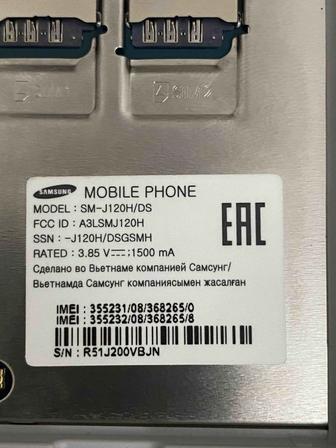 SIM1
SIM2
SAMSUNG MOBILE PHONE
MODEL : SM-J120H/DS
FCC ID : A3LSMJ120H
SSN : -J120H/DSGSMH
RATED : 3.85 V⎓;1500 mA
EAC
Сделано во Вьетнаме компанией Самсунг/
Вьетнамда Самсунг компаниясымен жасалған
IMEI : 355231/08/368265/0
IMEI : 355232/08/368265/8
S/N : R51J200VBJN